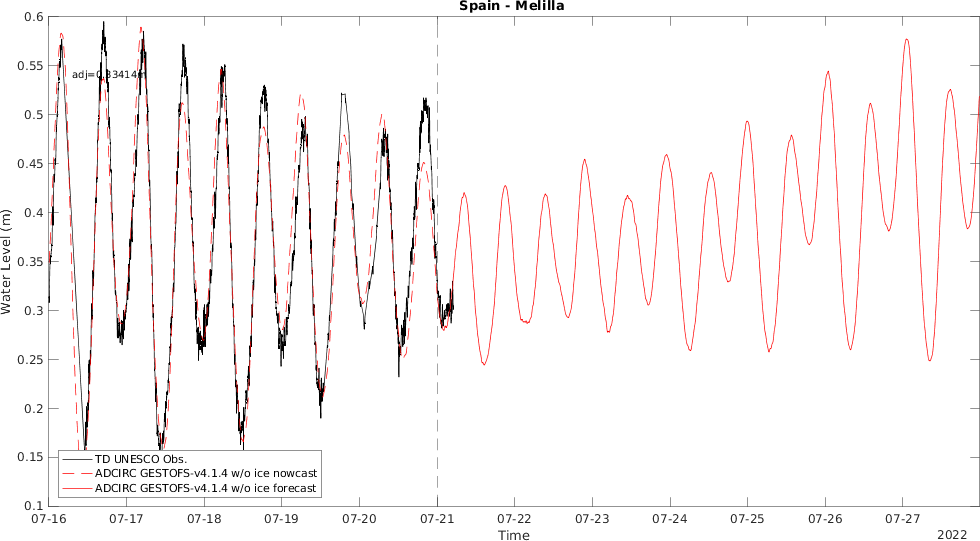 Spain - Melilla
0.6
0.55
adj=0.33414m
0.5
0.45
0.4
0.35
0.3
0.25
0.2
0.15
0.1
Water Level (m)
TD UNESCO Obs.
ADCIRC GESTOFS-v4.1.4 w/o ice nowcast
ADCIRC GESTOFS-v4.1.4 w/o ice forecast
07-16 07-17 07-18 07-19 07-20 07-21 07-22 07-23 07-24 07-25 07-26 07-27
Time
2022